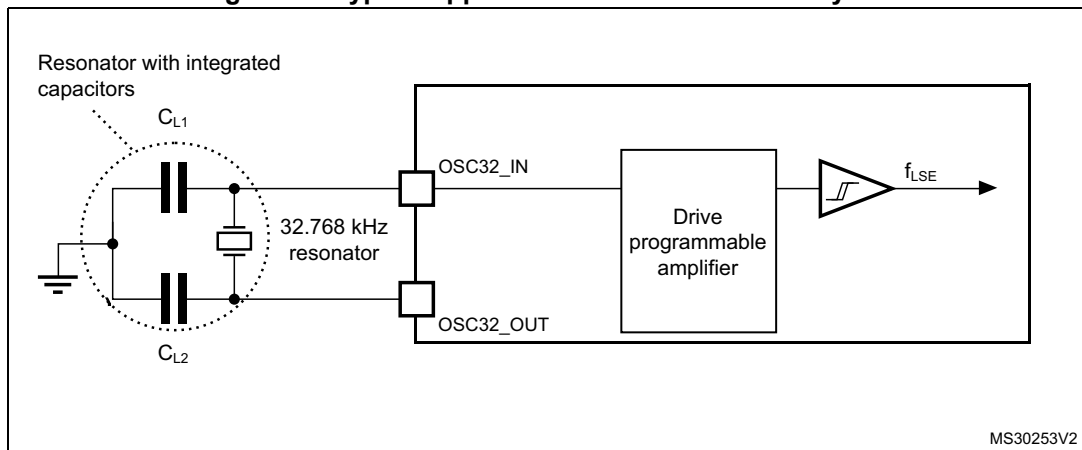 Resonator with integrated
capacitors
CL1
OSC32_IN
fLSE
32.768 kHz
resonator
Drive
programmable
amplifier
OSC32_OUT
CL2
MS30253V2